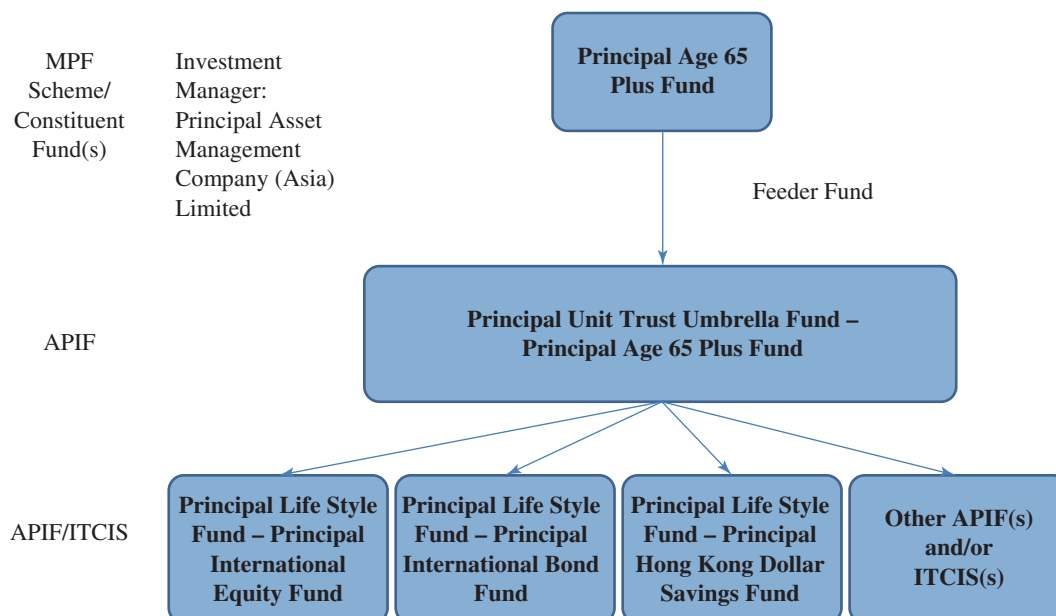 MPF
Scheme/
Constituent
Fund(s)
Investment
Manager:
Principal Asset
Management
Company (Asia)
Limited
Principal Age 65
Plus Fund
Feeder Fund
APIF
Principal Unit Trust Umbrella Fund –
Principal Age 65 Plus Fund
APIF/ITCIS
Principal Life Style
Fund – Principal
International
Equity Fund
Principal Life Style
Fund – Principal
International Bond
Fund
Principal Life Style
Fund – Principal
Hong Kong Dollar
Savings Fund
Other APIF(s)
and/or
ITCIS(s)